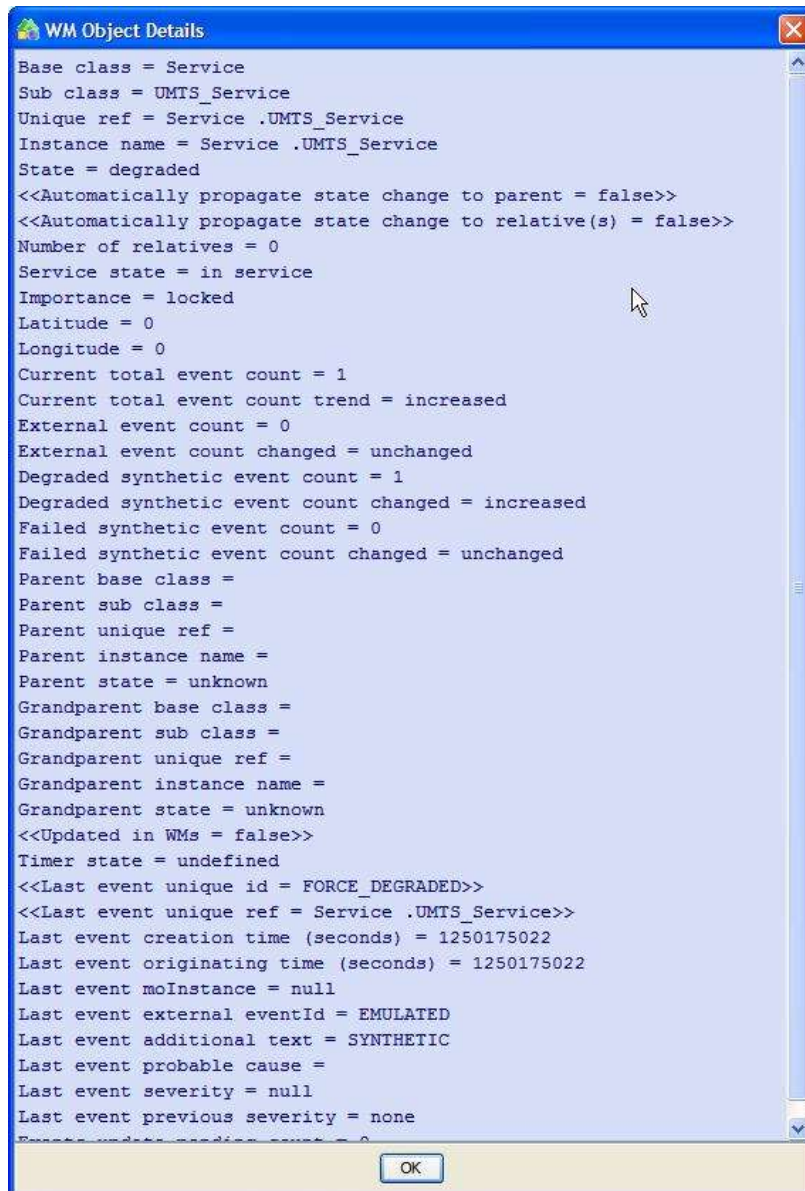 WM Object Details
Base class = Service
Sub class = UMTS_Service
Unique ref = Service .UMTS_Service
Instance name = Service .UMTS_Service
State = degraded
<<Automatically propagate state change to parent = false>>
<<Automatically propagate state change to relative(s) = false>>
Number of relatives = 0
Service state = in service
Importance = locked
Latitude = 0
Longitude = 0
Current total event count = 1
Current total event count trend = increased
External event count = 0
External event count changed = unchanged
Degraded synthetic event count = 1
Degraded synthetic event count changed = increased
Failed synthetic event count = 0
Failed synthetic event count changed = unchanged
Parent base class =
Parent sub class =
Parent unique ref =
Parent instance name =
Parent state = unknown
Grandparent base class =
Grandparent sub class =
Grandparent unique ref =
Grandparent instance name =
Grandparent state = unknown
<<Updated in WMs = false>>
Timer state = undefined
<<Last event unique id = FORCE_DEGRADED>>
<<Last event unique ref = Service .UMTS_Service>>
Last event creation time (seconds) = 1250175022
Last event originating time (seconds) = 1250175022
Last event moInstance = null
Last event external eventId = EMULATED
Last event additional text = SYNTHETIC
Last event probable cause =
Last event severity = null
Last event previous severity = none
OK